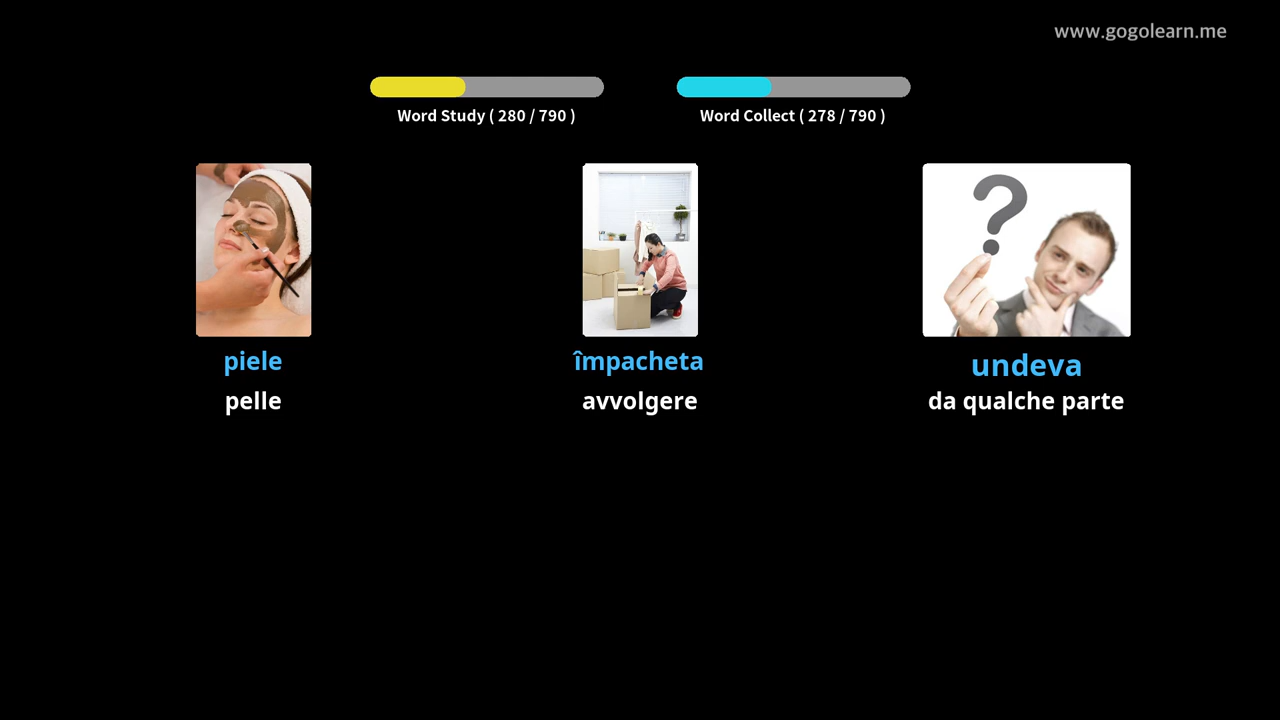 www.gogolearn.me
Word Study ( 280 / 790 )
Word Collect ( 278 / 790 )
piele
împacheta
undeva
pelle
avvolgere
da qualche parte